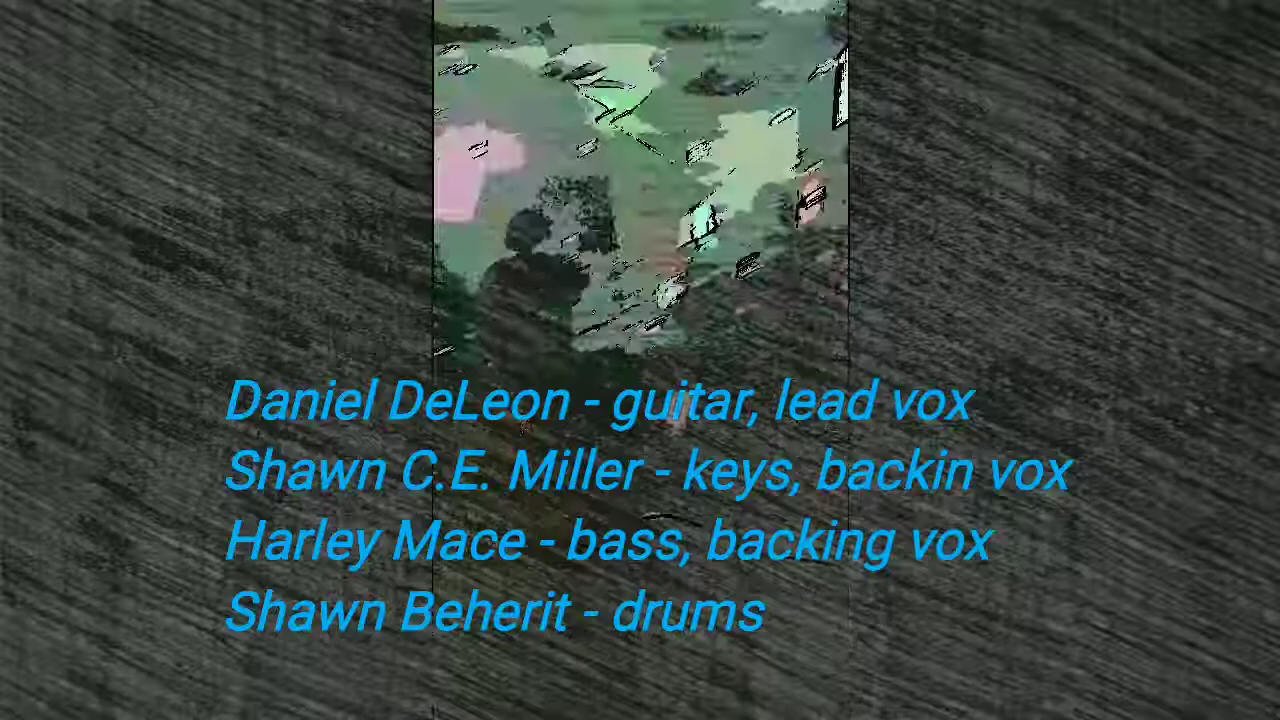 Daniel DeLeon - guitar, lead vox
Shawn C.E. Miller - keys, backin vox
Harley Mace - bass, backing vox
Shawn Beherit - drums